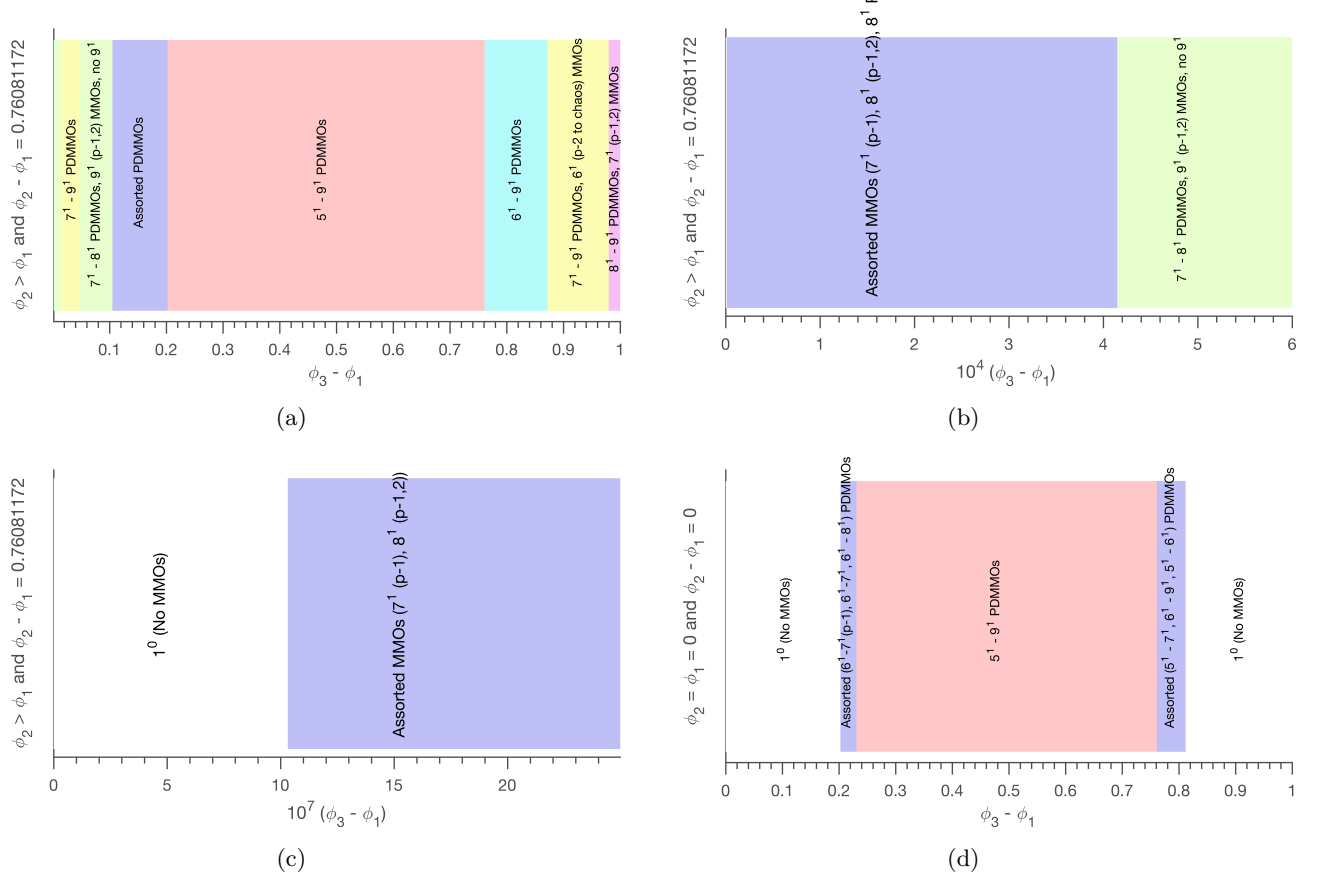 ϕ₂ > ϕ₁ and ϕ₂ - ϕ₁ = 0.76081172
7¹ - 9¹ PDMMOs
7¹ - 8¹ PDMMOs, 9¹ (p-1,2) MMOs, no 9¹
Assorted PDMMOs
5¹ - 9¹ PDMMOs
6¹ - 9¹ PDMMOs
7¹ - 9¹ PDMMOs, 6¹ (p-2 to chaos) MMOs
8¹ - 9¹ PDMMOs, 7¹ (p-1,2) MMOs
0.1 0.2 0.3 0.4 0.5 0.6 0.7 0.8 0.9 1
ϕ₃ - ϕ₁
(a)
ϕ₂ > ϕ₁ and ϕ₂ - ϕ₁ = 0.76081172
Assorted MMOs (7¹ (p-1), 8¹ (p-1,2), 8¹
7¹ - 8¹ PDMMOs, 9¹ (p-1,2) MMOs, no 9¹
0 1 2 3 4 5 6
10⁴ (ϕ₃ - ϕ₁)
(b)
ϕ₂ > ϕ₁ and ϕ₂ - ϕ₁ = 0.76081172
1⁰ (No MMOs)
Assorted MMOs (7¹ (p-1), 8¹ (p-1,2))
0 5 10 15 20
10⁷ (ϕ₃ - ϕ₁)
(c)
ϕ₂ = ϕ₁ = 0 and ϕ₂ - ϕ₁ = 0
1⁰ (No MMOs)
Assorted (6¹-7¹(p-1), 6¹-7¹, 6¹ - 8¹) PDMMOs
5¹ - 9¹ PDMMOs
Assorted (5¹ - 7¹, 6¹ - 9¹, 5¹ - 6¹) PDMMOs
1⁰ (No MMOs)
0 0.1 0.2 0.3 0.4 0.5 0.6 0.7 0.8 0.9 1
ϕ₃ - ϕ₁
(d)